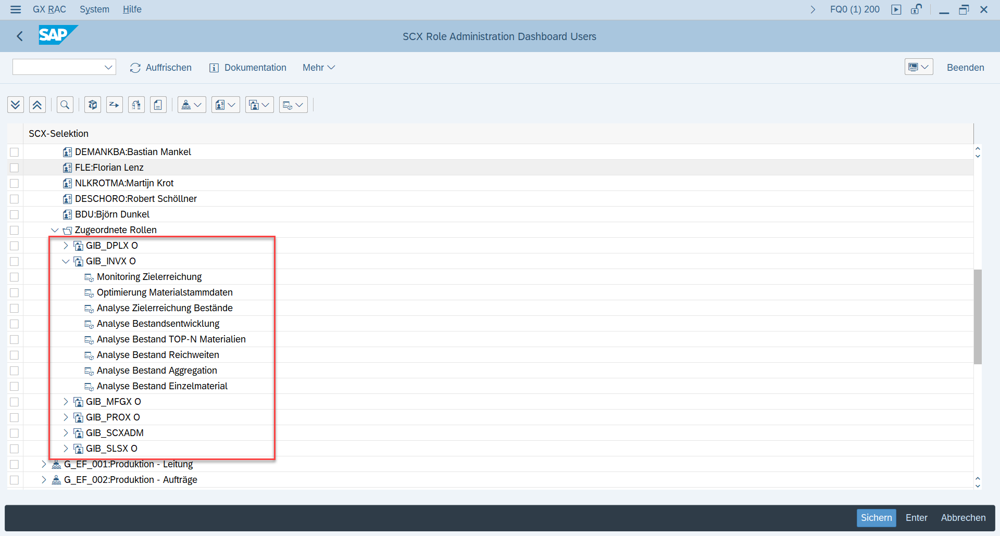 GX RAC System Hilfe FQ0 (1) 200
SAP SCX Role Administration Dashboard Users
Auffrischen Dokumentation Mehr Beenden
SCX-Selektion
DEMANKBA:Bastian Mankel
FLE:Florian Lenz
NLKROTMA:Martijn Krot
DESCHORO:Robert Schöllner
BDU:Björn Dunkel
Zugeordnete Rollen
GIB_DPLX O
GIB_INVX O
Monitoring Zielerreichung
Optimierung Materialstammdaten
Analyse Zielerreichung Bestände
Analyse Bestandsentwicklung
Analyse Bestand TOP-N Materialien
Analyse Bestand Reichweiten
Analyse Bestand Aggregation
Analyse Bestand Einzelmaterial
GIB_MFGX O
GIB_PROX O
GIB_SCXADM
GIB_SLSX O
G_EF_001:Produktion - Leitung
G_EF_002:Produktion - Aufträge
Sichern Enter Abbrechen